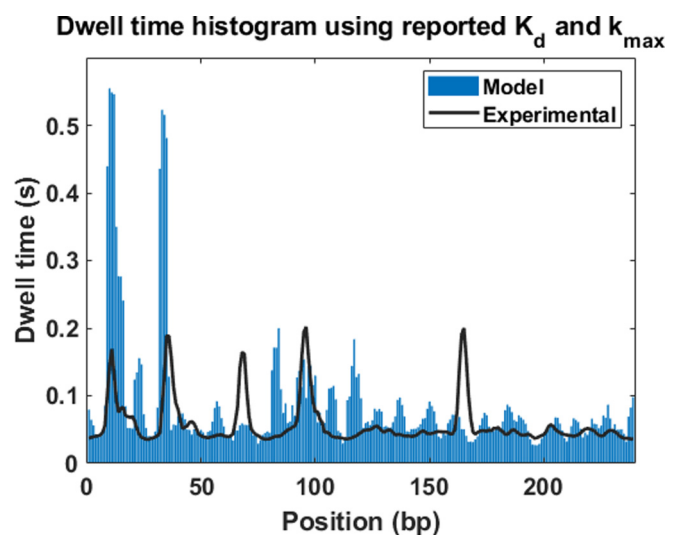 Dwell time histogram using reported K_d and k_max
Model
Experimental
0.5
0.4
0.3
0.2
0.1
0
Dwell time (s)
0 50 100 150 200
Position (bp)